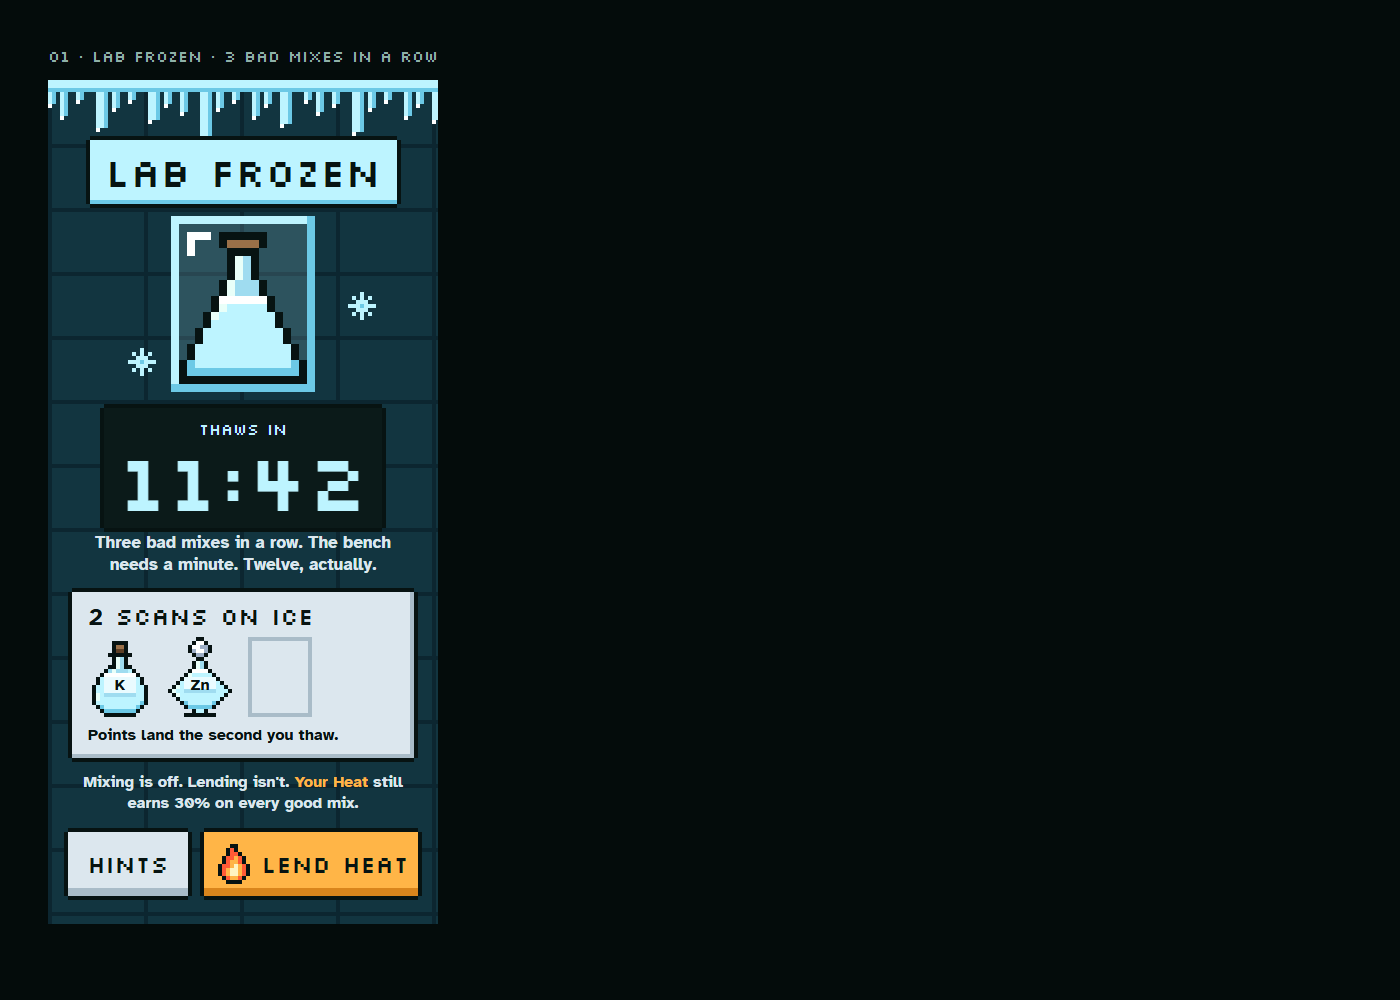 01 · LAB FROZEN · 3 BAD MIXES IN A ROW
LAB FROZEN
THAWS IN
11:42
Three bad mixes in a row. The bench
needs a minute. Twelve, actually.
2 SCANS ON ICE
K
Zn
Points land the second you thaw.
Mixing is off. Lending isn't. Your Heat still
earns 30% on every good mix.
HINTS
LEND HEAT